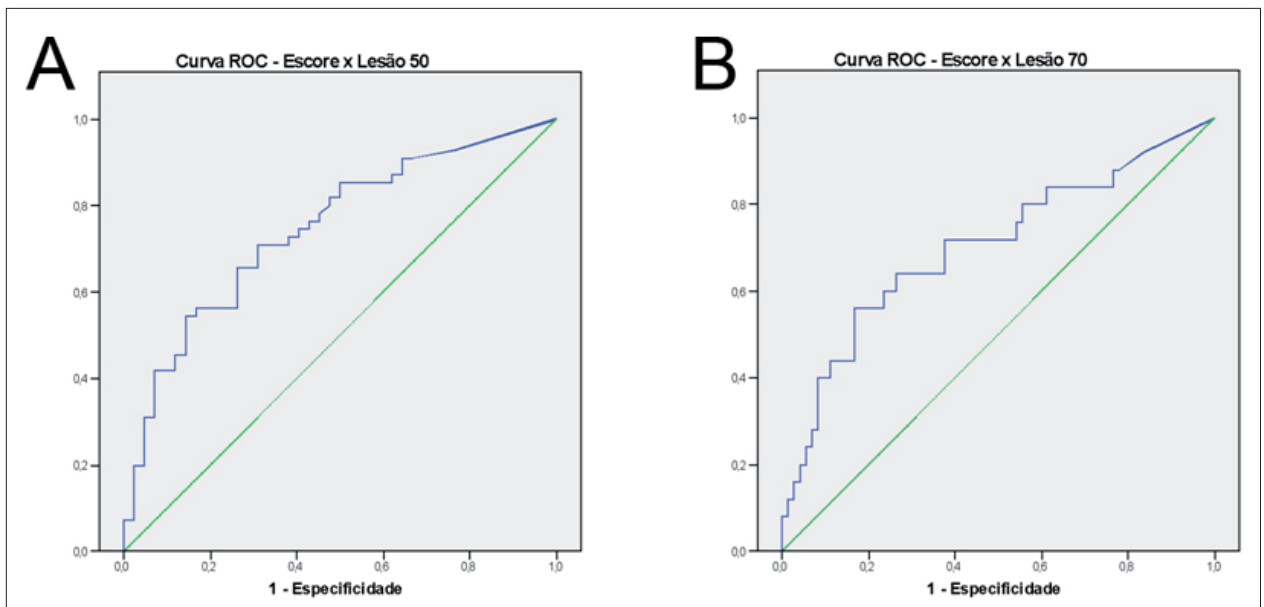 A
Curva ROC - Escore x Lesão 50
1,0
0,8
0,6
0,4
0,2
0,0
0,0 0,2 0,4 0,6 0,8 1,0
1 - Especificidade
B
Curva ROC - Escore x Lesão 70
1,0
0,8
0,6
0,4
0,2
0,0
0,0 0,2 0,4 0,6 0,8 1,0
1 - Especificidade